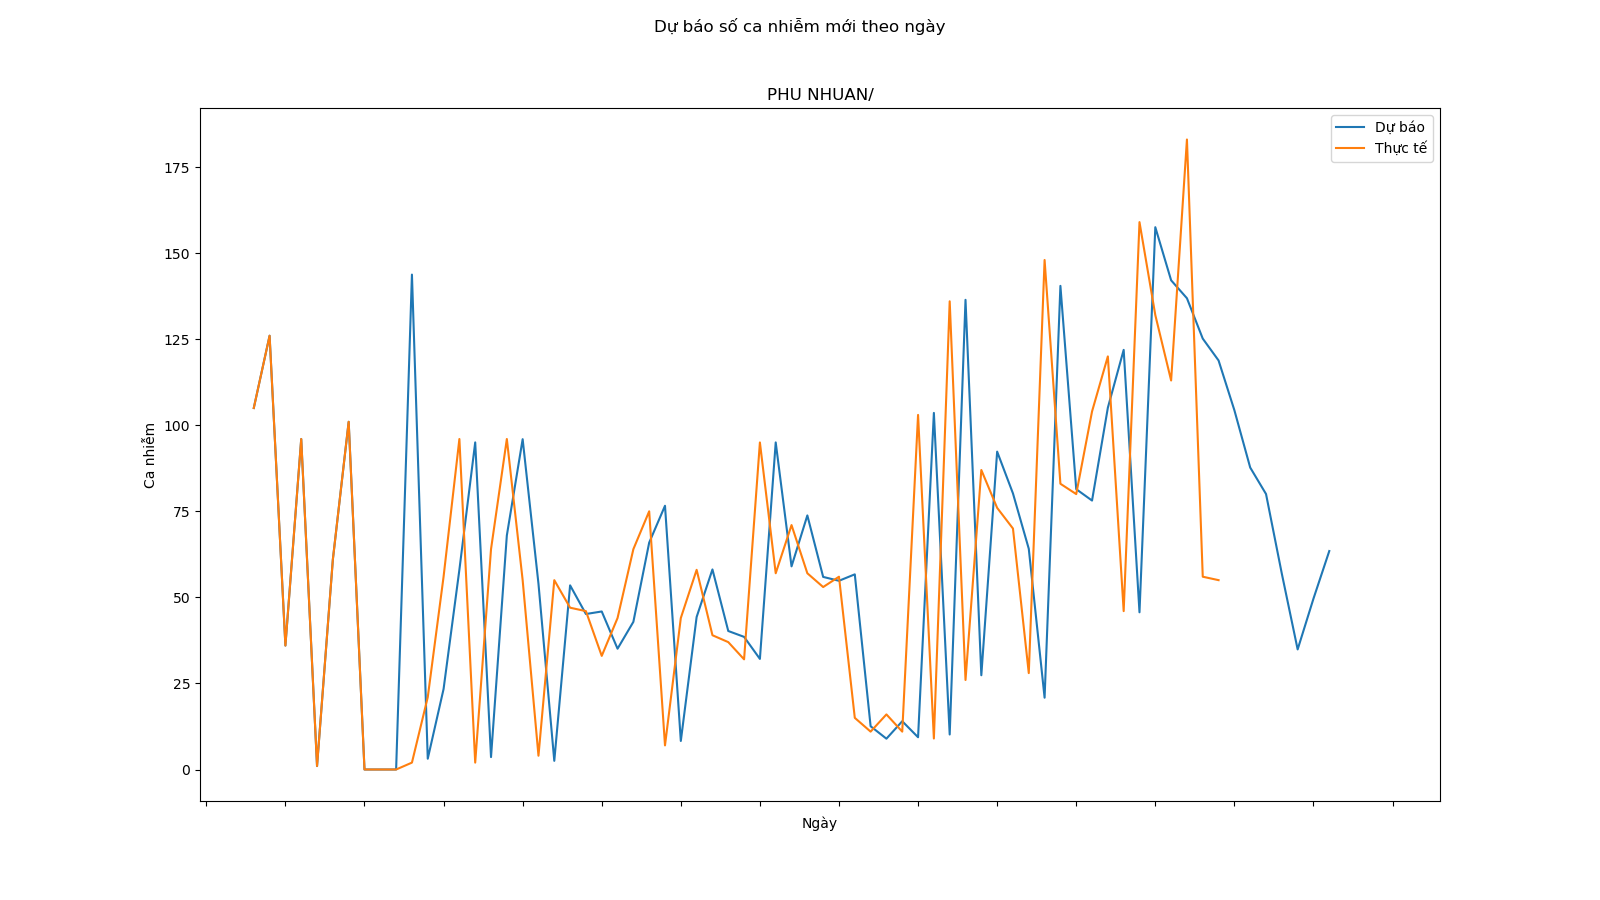 Dự báo số ca nhiễm mới theo ngày
PHU NHUAN/
Dự báo
Thực tế
175
150
125
100
75
50
25
0
Ca nhiễm
Ngày